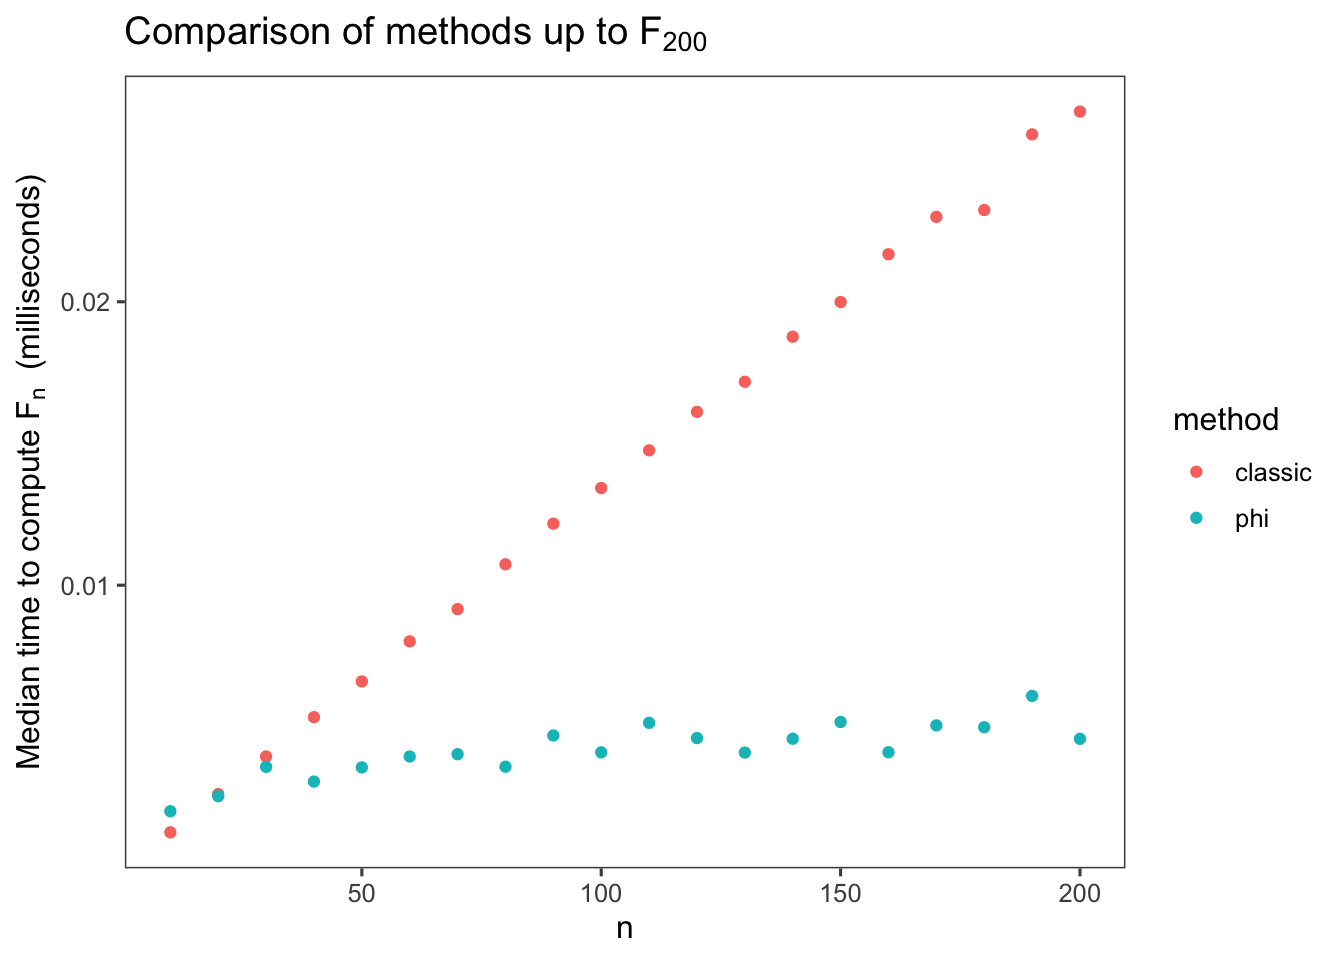 Comparison of methods up to F₂₀₀
Median time to compute Fₙ (milliseconds)
0.02
0.01
50 100 150 200
n
method
classic
phi